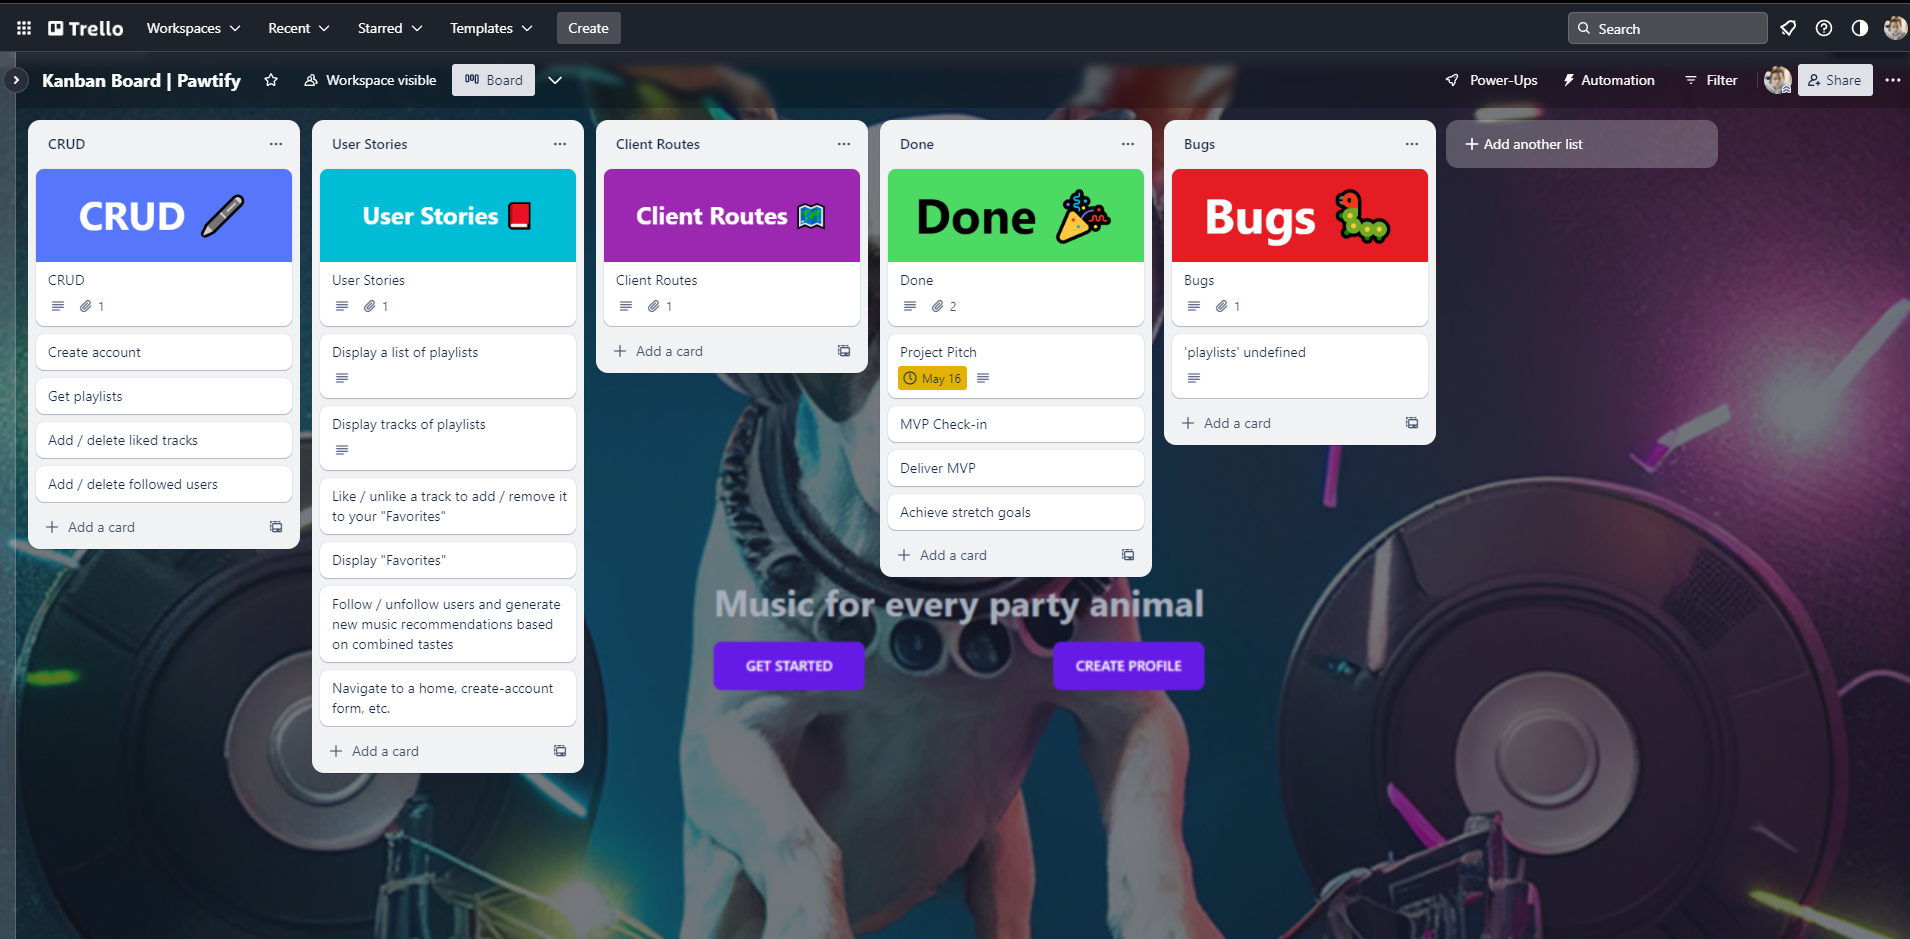 Trello
Workspaces
Recent
Starred
Templates
Create
Search
Kanban Board | Pawtify
Workspace visible
Board
Power-Ups
Automation
Filter
Share
CRUD
CRUD
CRUD
1
Create account
Get playlists
Add / delete liked tracks
Add / delete followed users
Add a card
User Stories
User Stories
User Stories
1
Display a list of playlists
Display tracks of playlists
Like / unlike a track to add / remove it
to your "Favorites"
Display "Favorites"
Follow / unfollow users and generate
new music recommendations based
on combined tastes
Navigate to a home, create-account
form, etc.
Add a card
Client Routes
Client Routes
Client Routes
1
Add a card
Done
Done
Done
2
Project Pitch
May 16
MVP Check-in
Deliver MVP
Achieve stretch goals
Add a card
Bugs
Bugs
Bugs
1
'playlists' undefined
Add a card
Add another list
Music for every party animal
GET STARTED
CREATE PROFILE